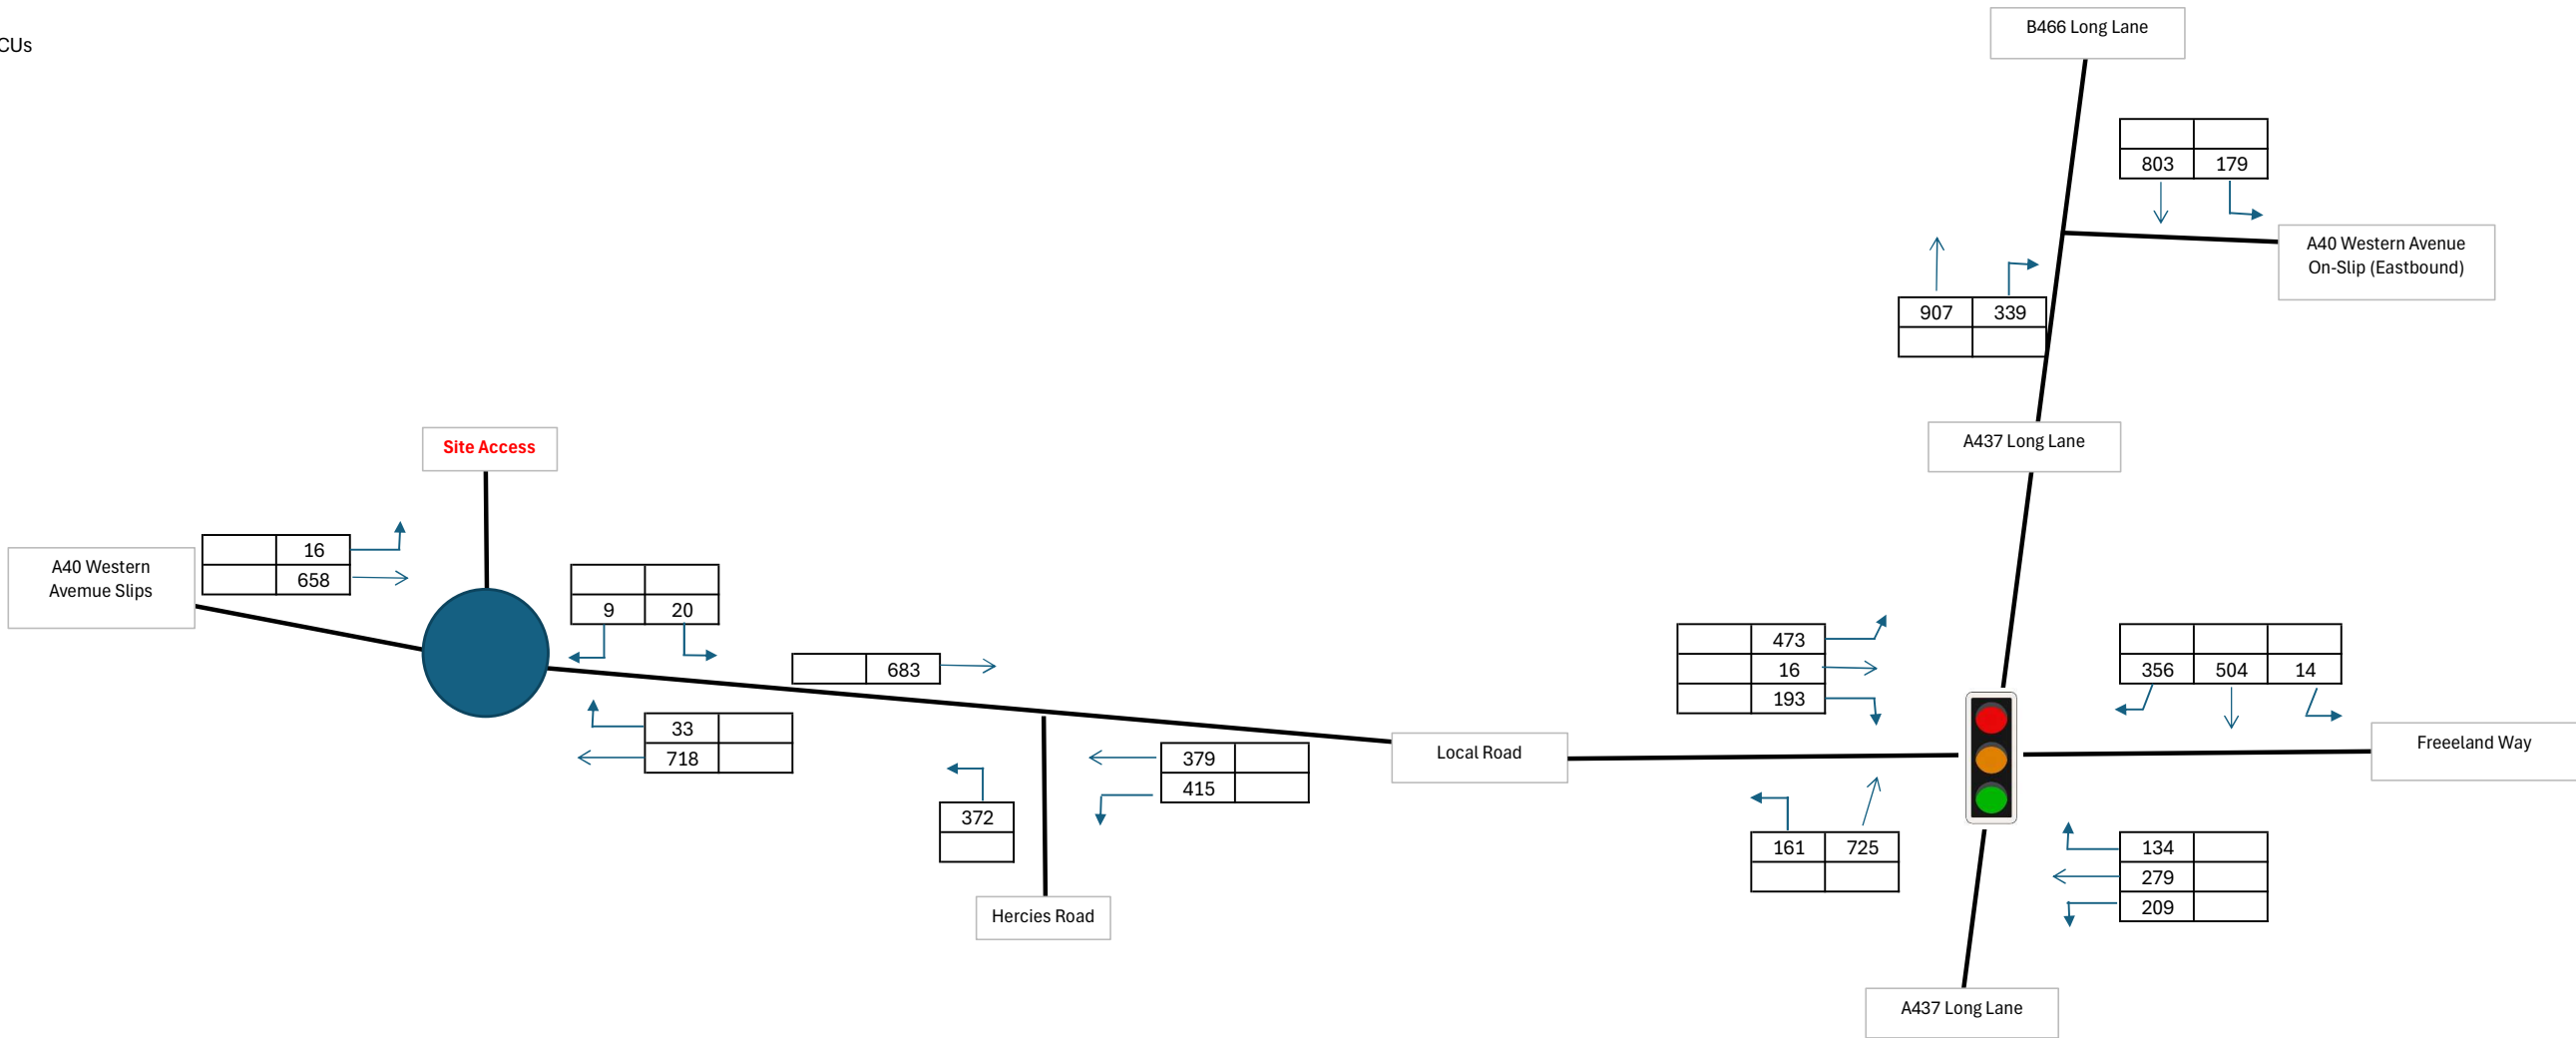 CUs
B466 Long Lane
803 179
A40 Western Avenue
On-Slip (Eastbound)
907 339
A437 Long Lane
Site Access
A40 Western
Avemue Slips
16
658
9 20
683
33
718
372
379
415
Hercies Road
Local Road
473
16
193
356 504 14
Freeeland Way
161 725
134
279
209
A437 Long Lane